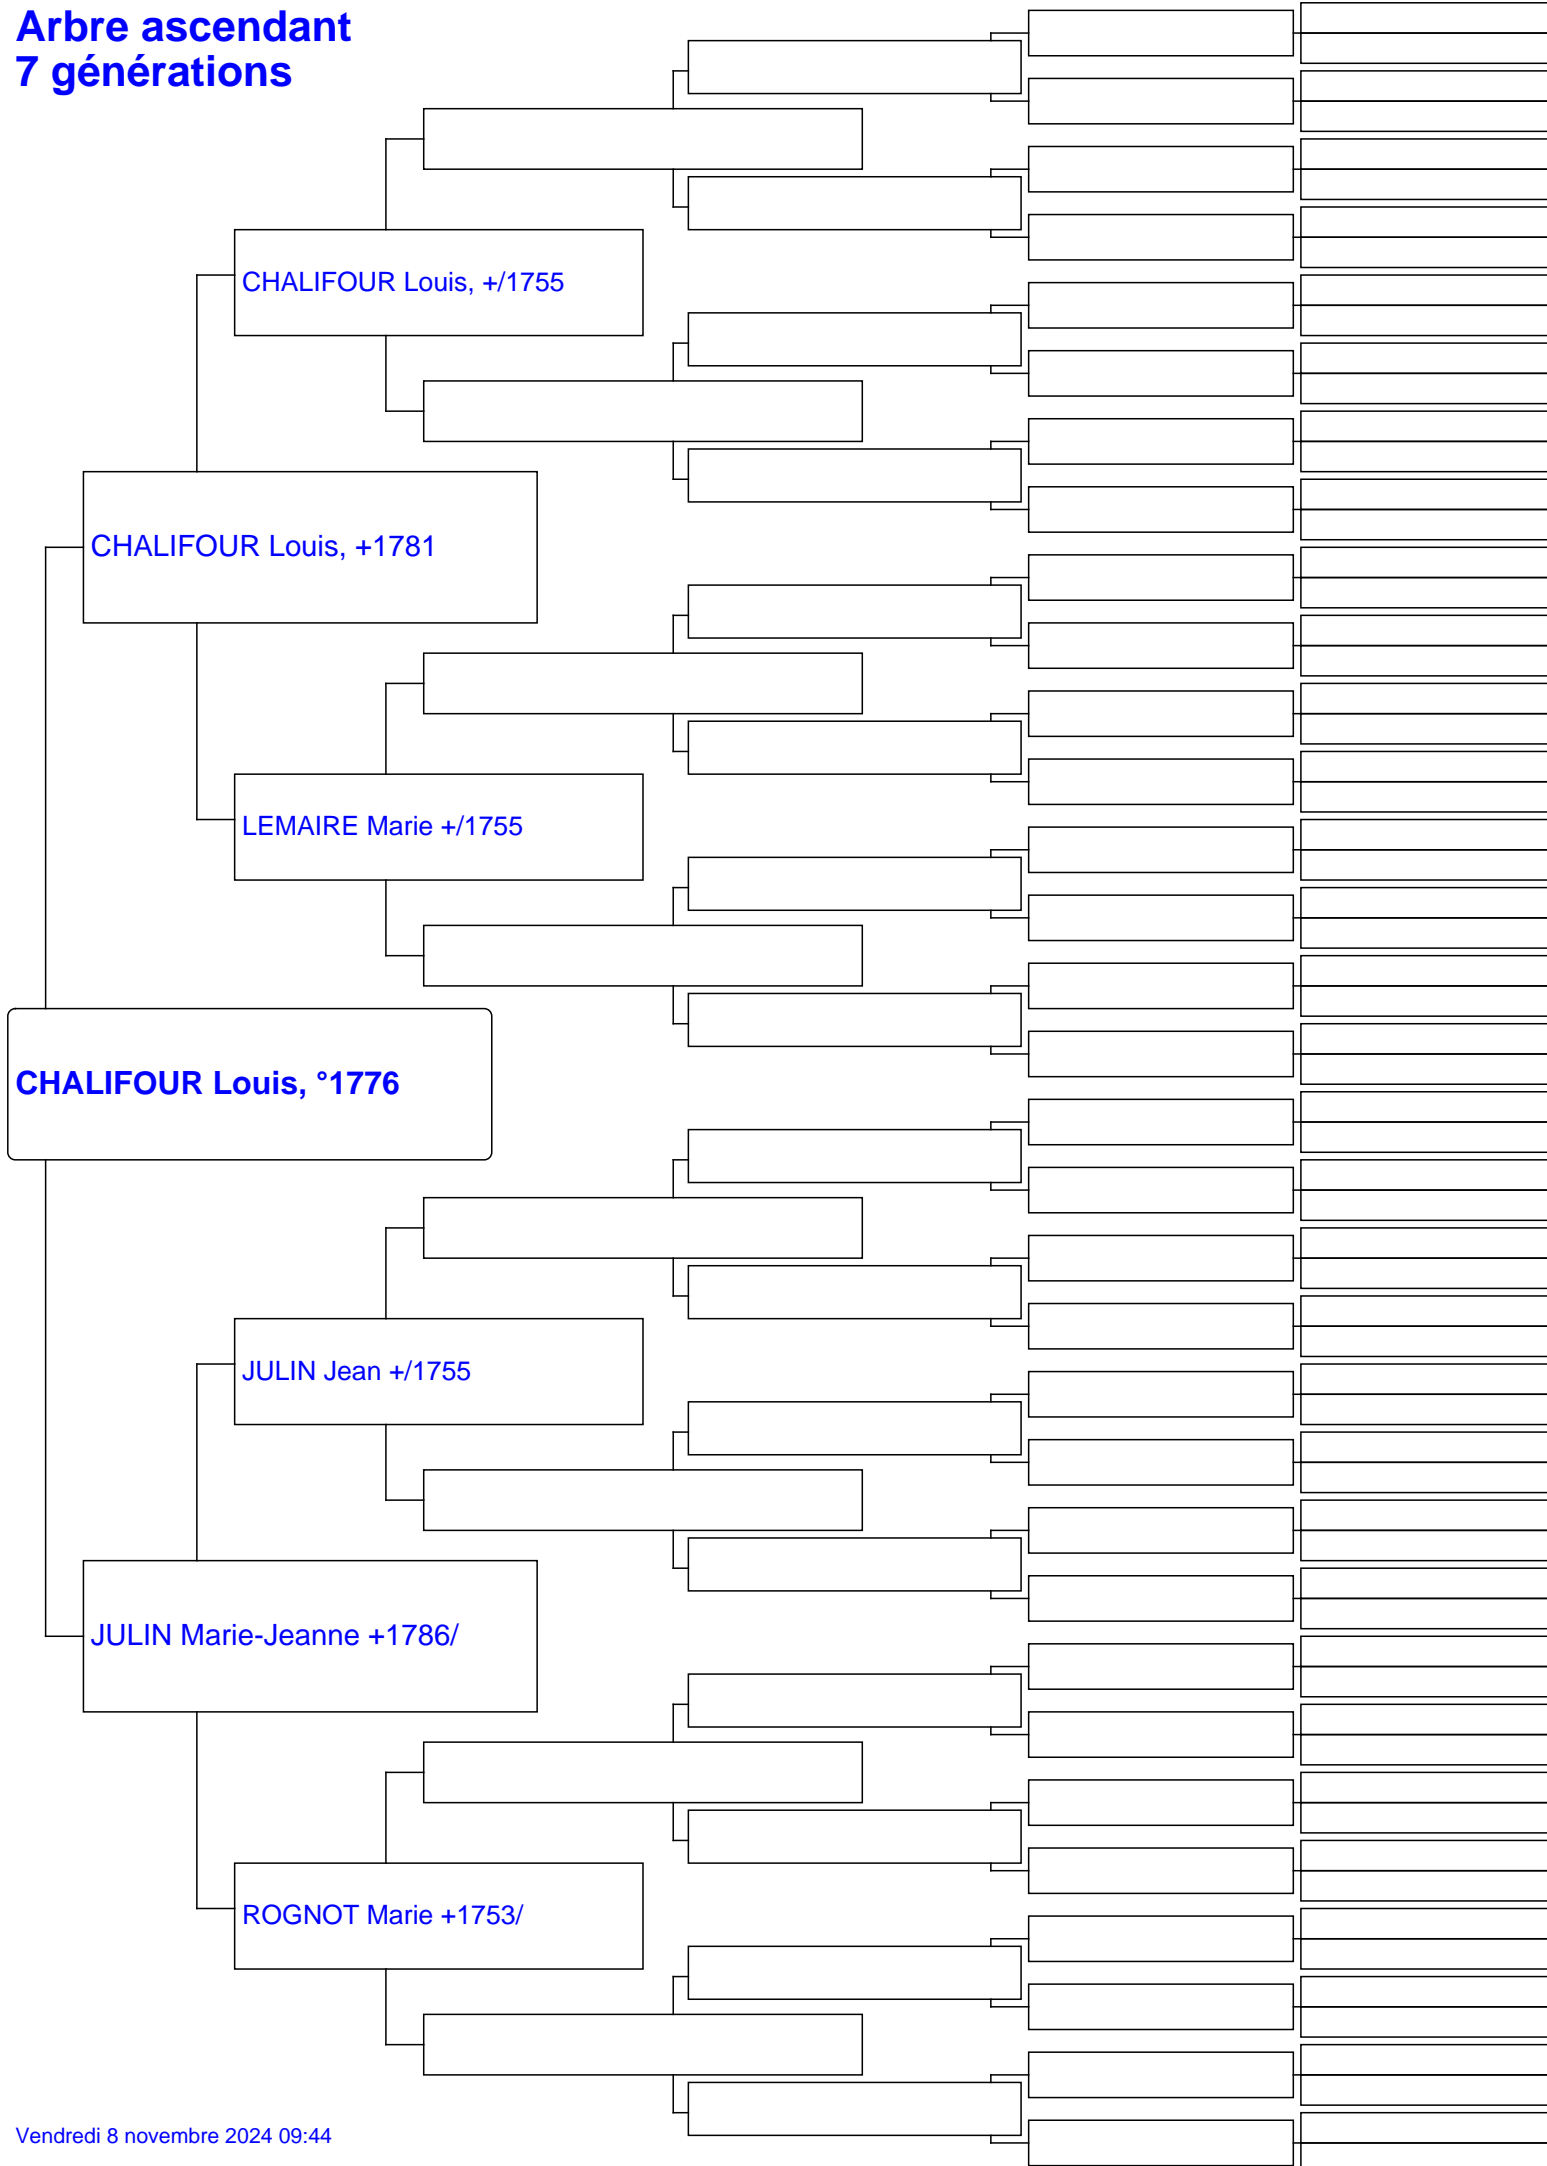 Arbre ascendant
7 générations
CHALIFOUR Louis, +/1755
CHALIFOUR Louis, +1781
LEMAIRE Marie +/1755
CHALIFOUR Louis, °1776
JULIN Jean +/1755
JULIN Marie-Jeanne +1786/
ROGNOT Marie +1753/
Vendredi 8 novembre 2024 09:44